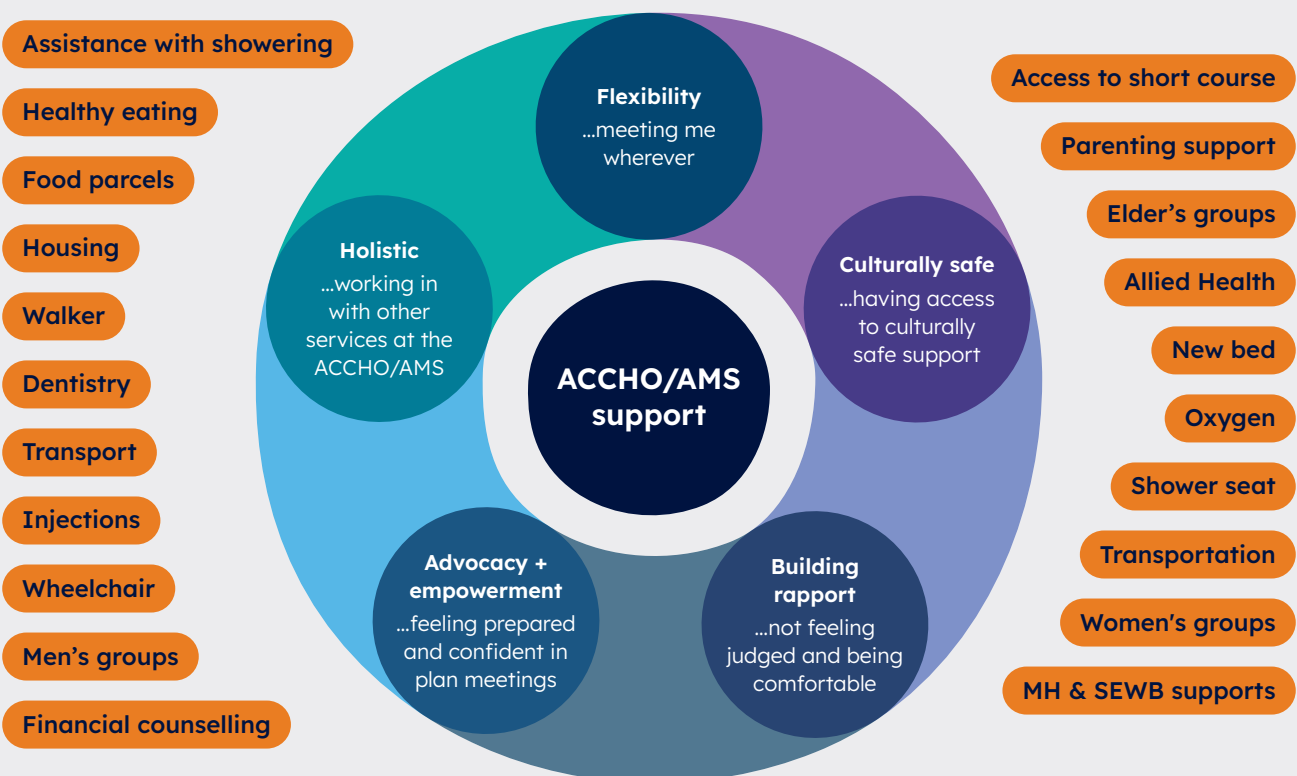 Assistance with showering
Healthy eating
Food parcels
Housing
Walker
Dentistry
Transport
Injections
Wheelchair
Men’s groups
Financial counselling
Flexibility
...meeting me
wherever
Holistic
...working in
with other
services at the
ACCHO/AMS
Culturally safe
...having access
to culturally
safe support
ACCHO/AMS
support
Advocacy +
empowerment
...feeling prepared
and confident in
plan meetings
Building
rapport
...not feeling
judged and being
comfortable
Access to short course
Parenting support
Elder’s groups
Allied Health
New bed
Oxygen
Shower seat
Transportation
Women's groups
MH & SEWB supports